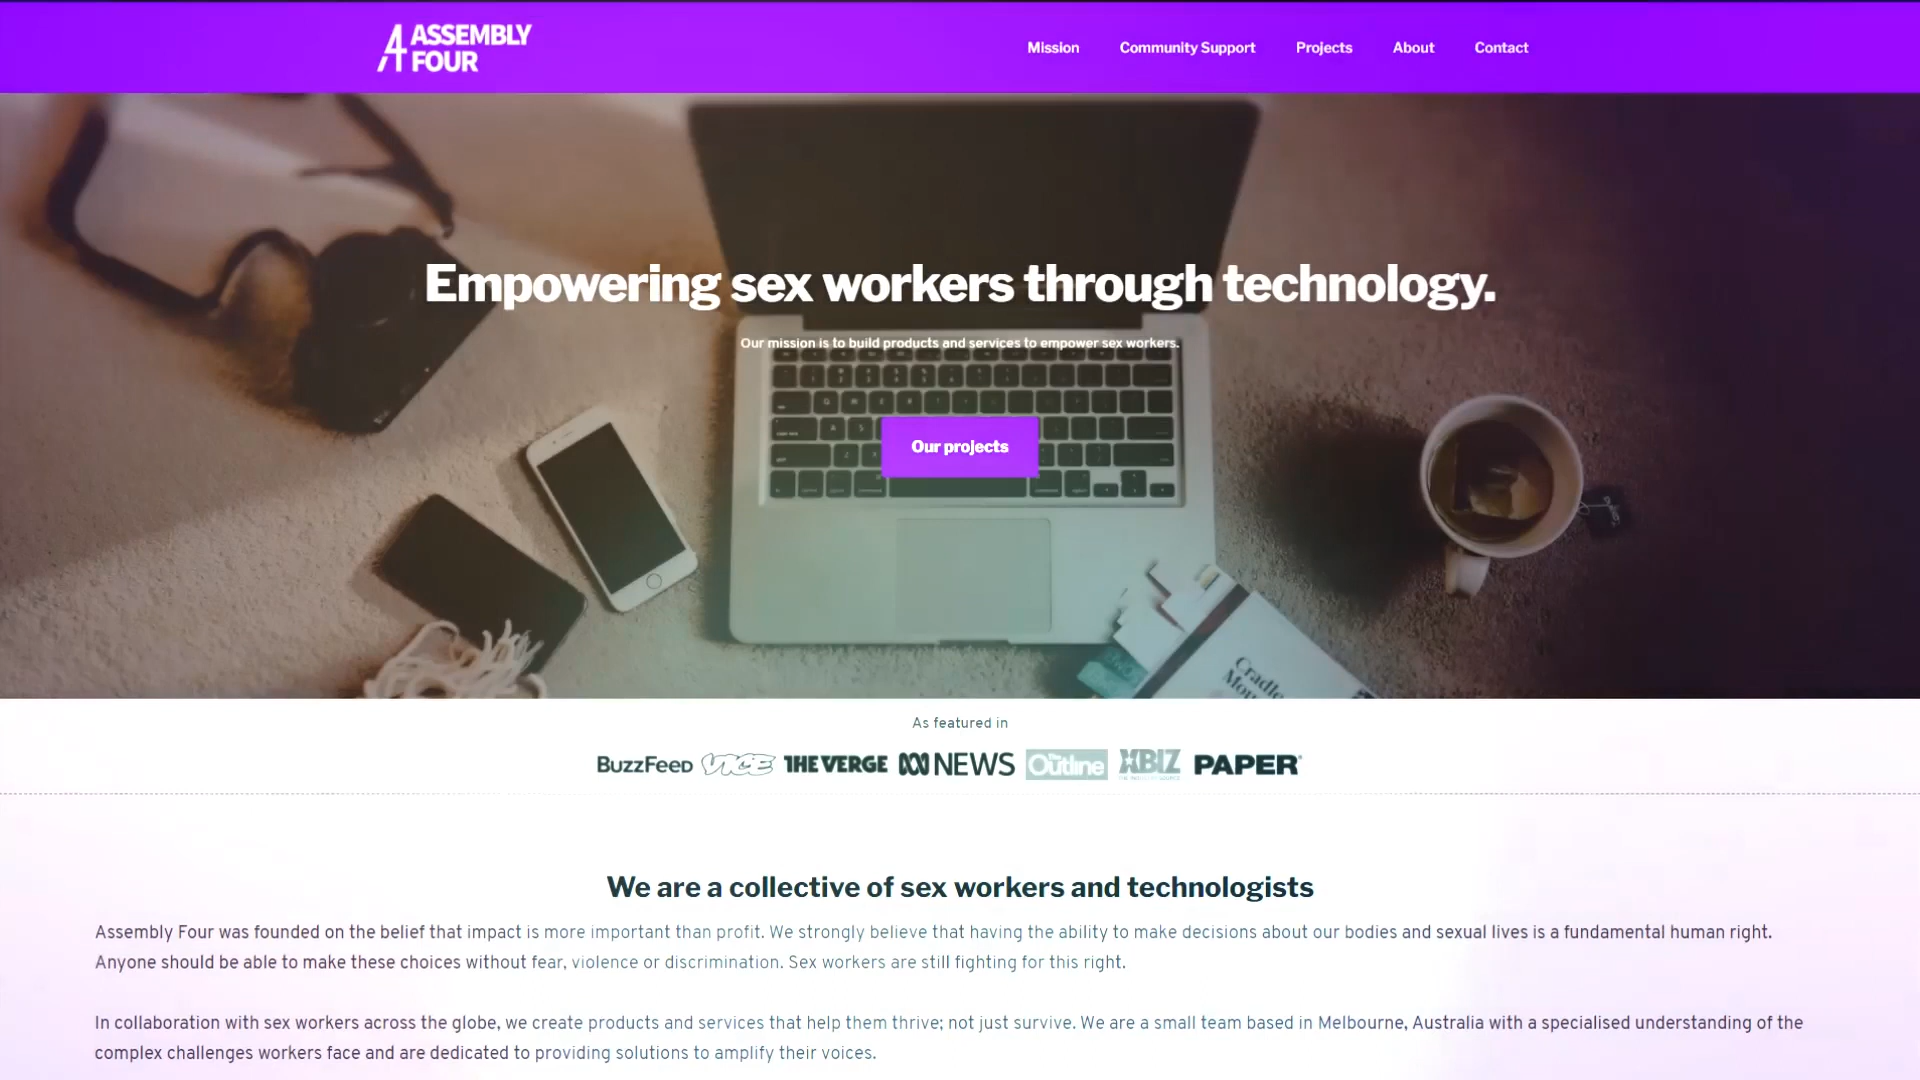 ASSEMBLY
FOUR
Mission Community Support Projects About Contact
Empowering sex workers through technology.
Our mission is to build products and services to empower sex workers.
Our projects
Cradle
As featured in
BuzzFeed VICE THE VERGE NEWS The Outline XBIZ PAPER
We are a collective of sex workers and technologists
Assembly Four was founded on the belief that impact is more important than profit. We strongly believe that having the ability to make decisions about our bodies and sexual lives is a fundamental human right.
Anyone should be able to make these choices without fear, violence or discrimination. Sex workers are still fighting for this right.
In collaboration with sex workers across the globe, we create products and services that help them thrive; not just survive. We are a small team based in Melbourne, Australia with a specialised understanding of the
complex challenges workers face and are dedicated to providing solutions to amplify their voices.